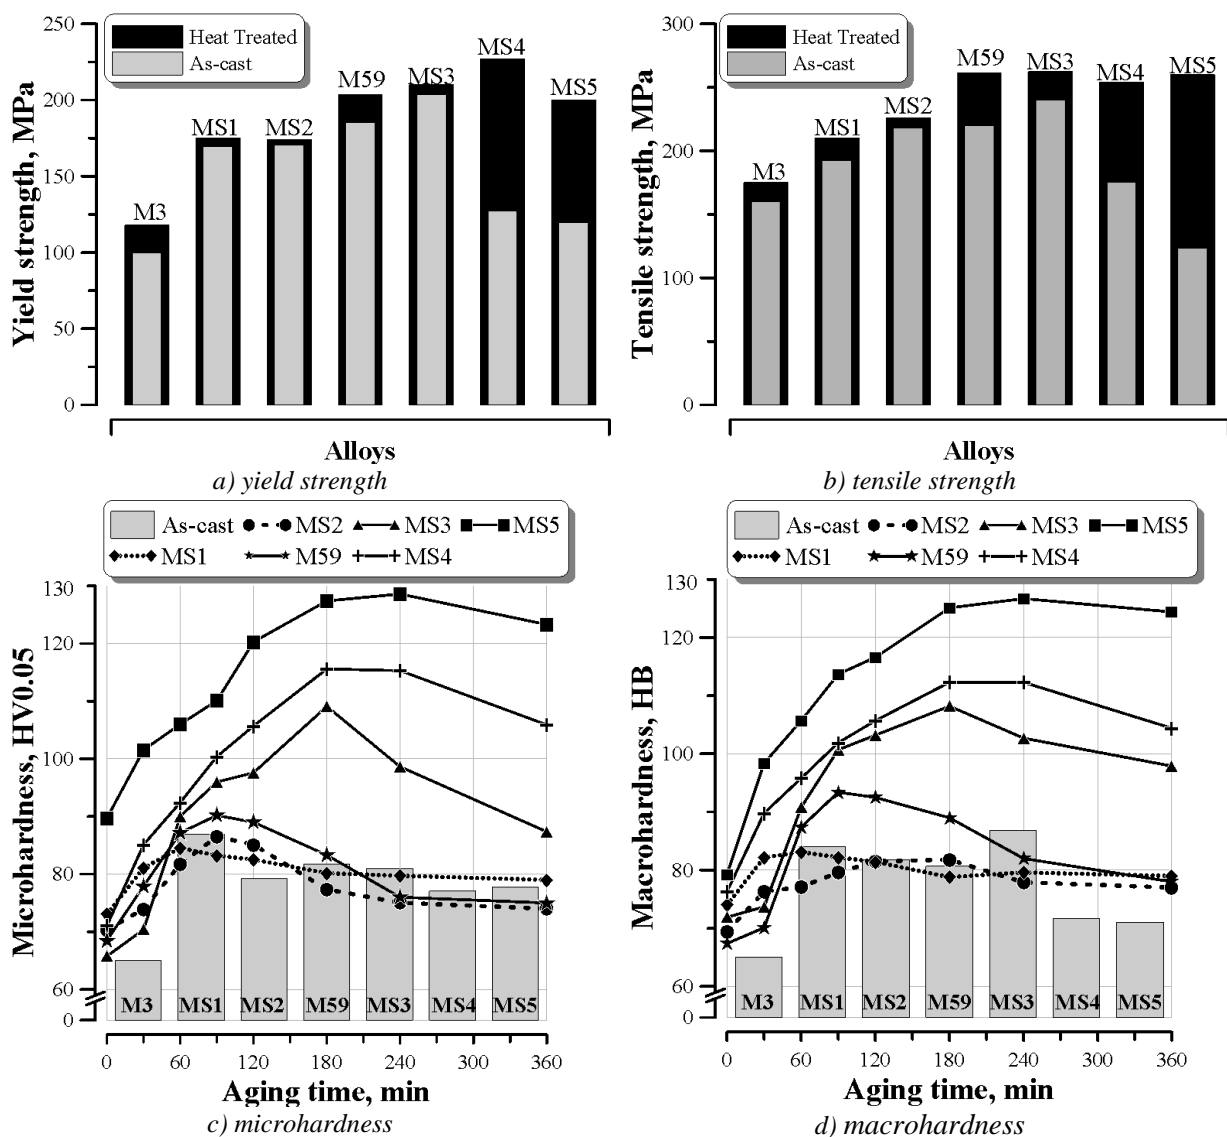 250
200
150
100
50
0
Yield strength, MPa
Heat Treated
As-cast
M3
MS1
MS2
M59
MS3
MS4
MS5
Alloys
a) yield strength
300
200
100
0
Tensile strength, MPa
Heat Treated
As-cast
M3
MS1
MS2
M59
MS3
MS4
MS5
Alloys
b) tensile strength
As-cast MS2 MS3 MS5
MS1 M59 MS4
130
120
100
80
60
0
Microhardness, HV0.05
M3 MS1 MS2 M59 MS3 MS4 MS5
0 60 120 180 240 300 360
Aging time, min
c) microhardness
As-cast MS2 MS3 MS5
MS1 M59 MS4
130
120
100
80
60
0
Macrohardness, HB
M3 MS1 MS2 M59 MS3 MS4 MS5
0 60 120 180 240 300 360
Aging time, min
d) macrohardness